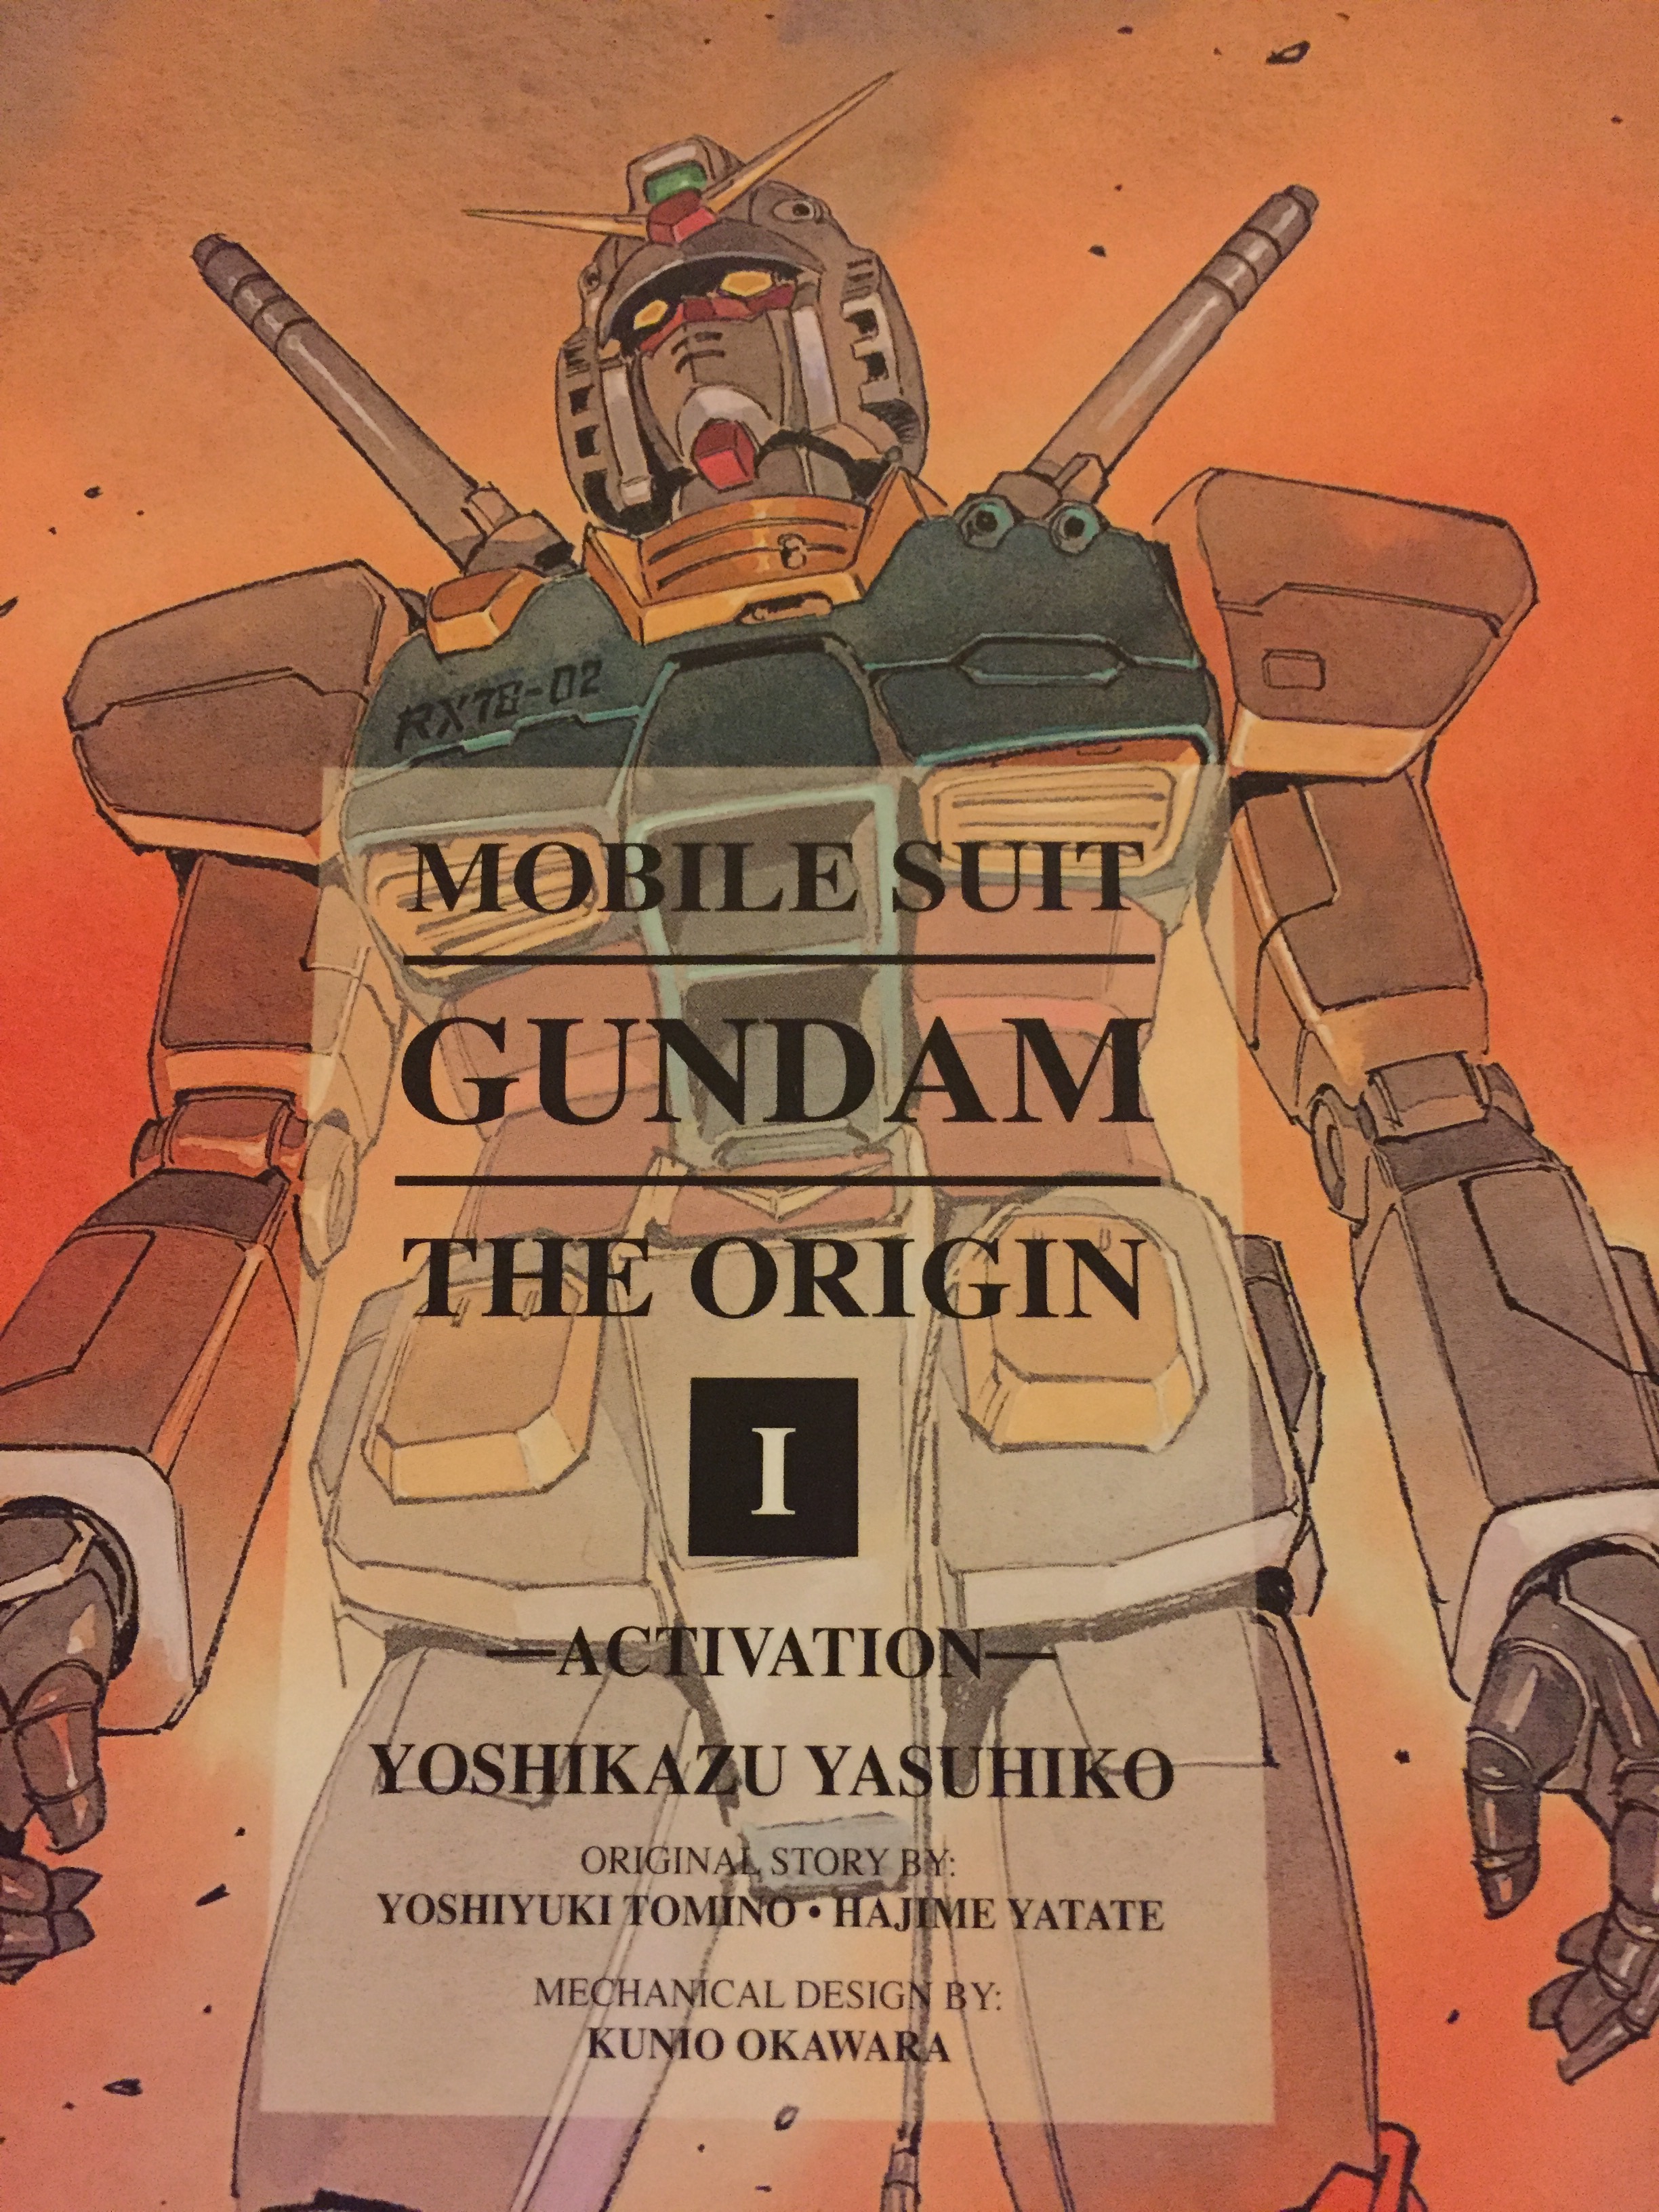 RX78-02
MOBILE SUIT
GUNDAM
THE ORIGIN
I
—ACTIVATION—
YOSHIKAZU YASUHIKO
ORIGINAL STORY BY:
YOSHIYUKI TOMINO • HAJIME YATATE
MECHANICAL DESIGN BY:
KUNIO OKAWARA